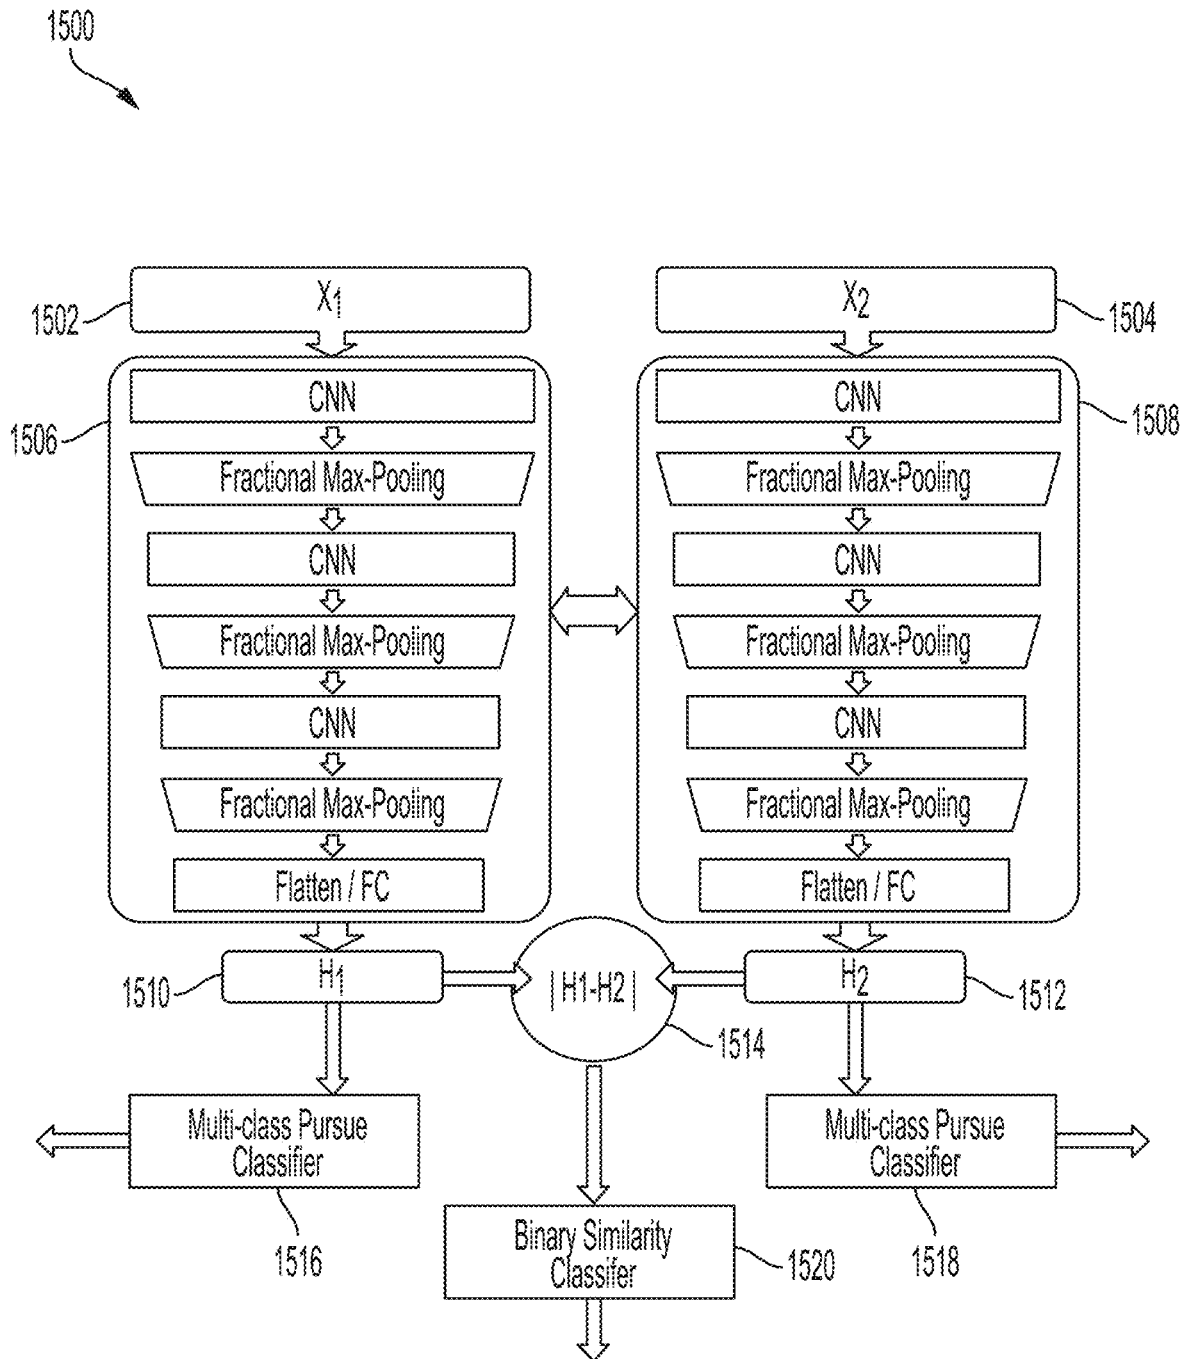 1500
X1
X2
1502
1504
CNN
CNN
1506
1508
Fractional Max-Pooling
Fractional Max-Pooling
CNN
CNN
Fractional Max-Pooling
Fractional Max-Pooling
CNN
CNN
Fractional Max-Pooling
Fractional Max-Pooling
Flatten / FC
Flatten / FC
H1
|H1-H2|
H2
1510
1512
1514
Multi-class Pursue
Classifier
Multi-class Pursue
Classifier
1516
Binary Similarity
Classifer
1520
1518